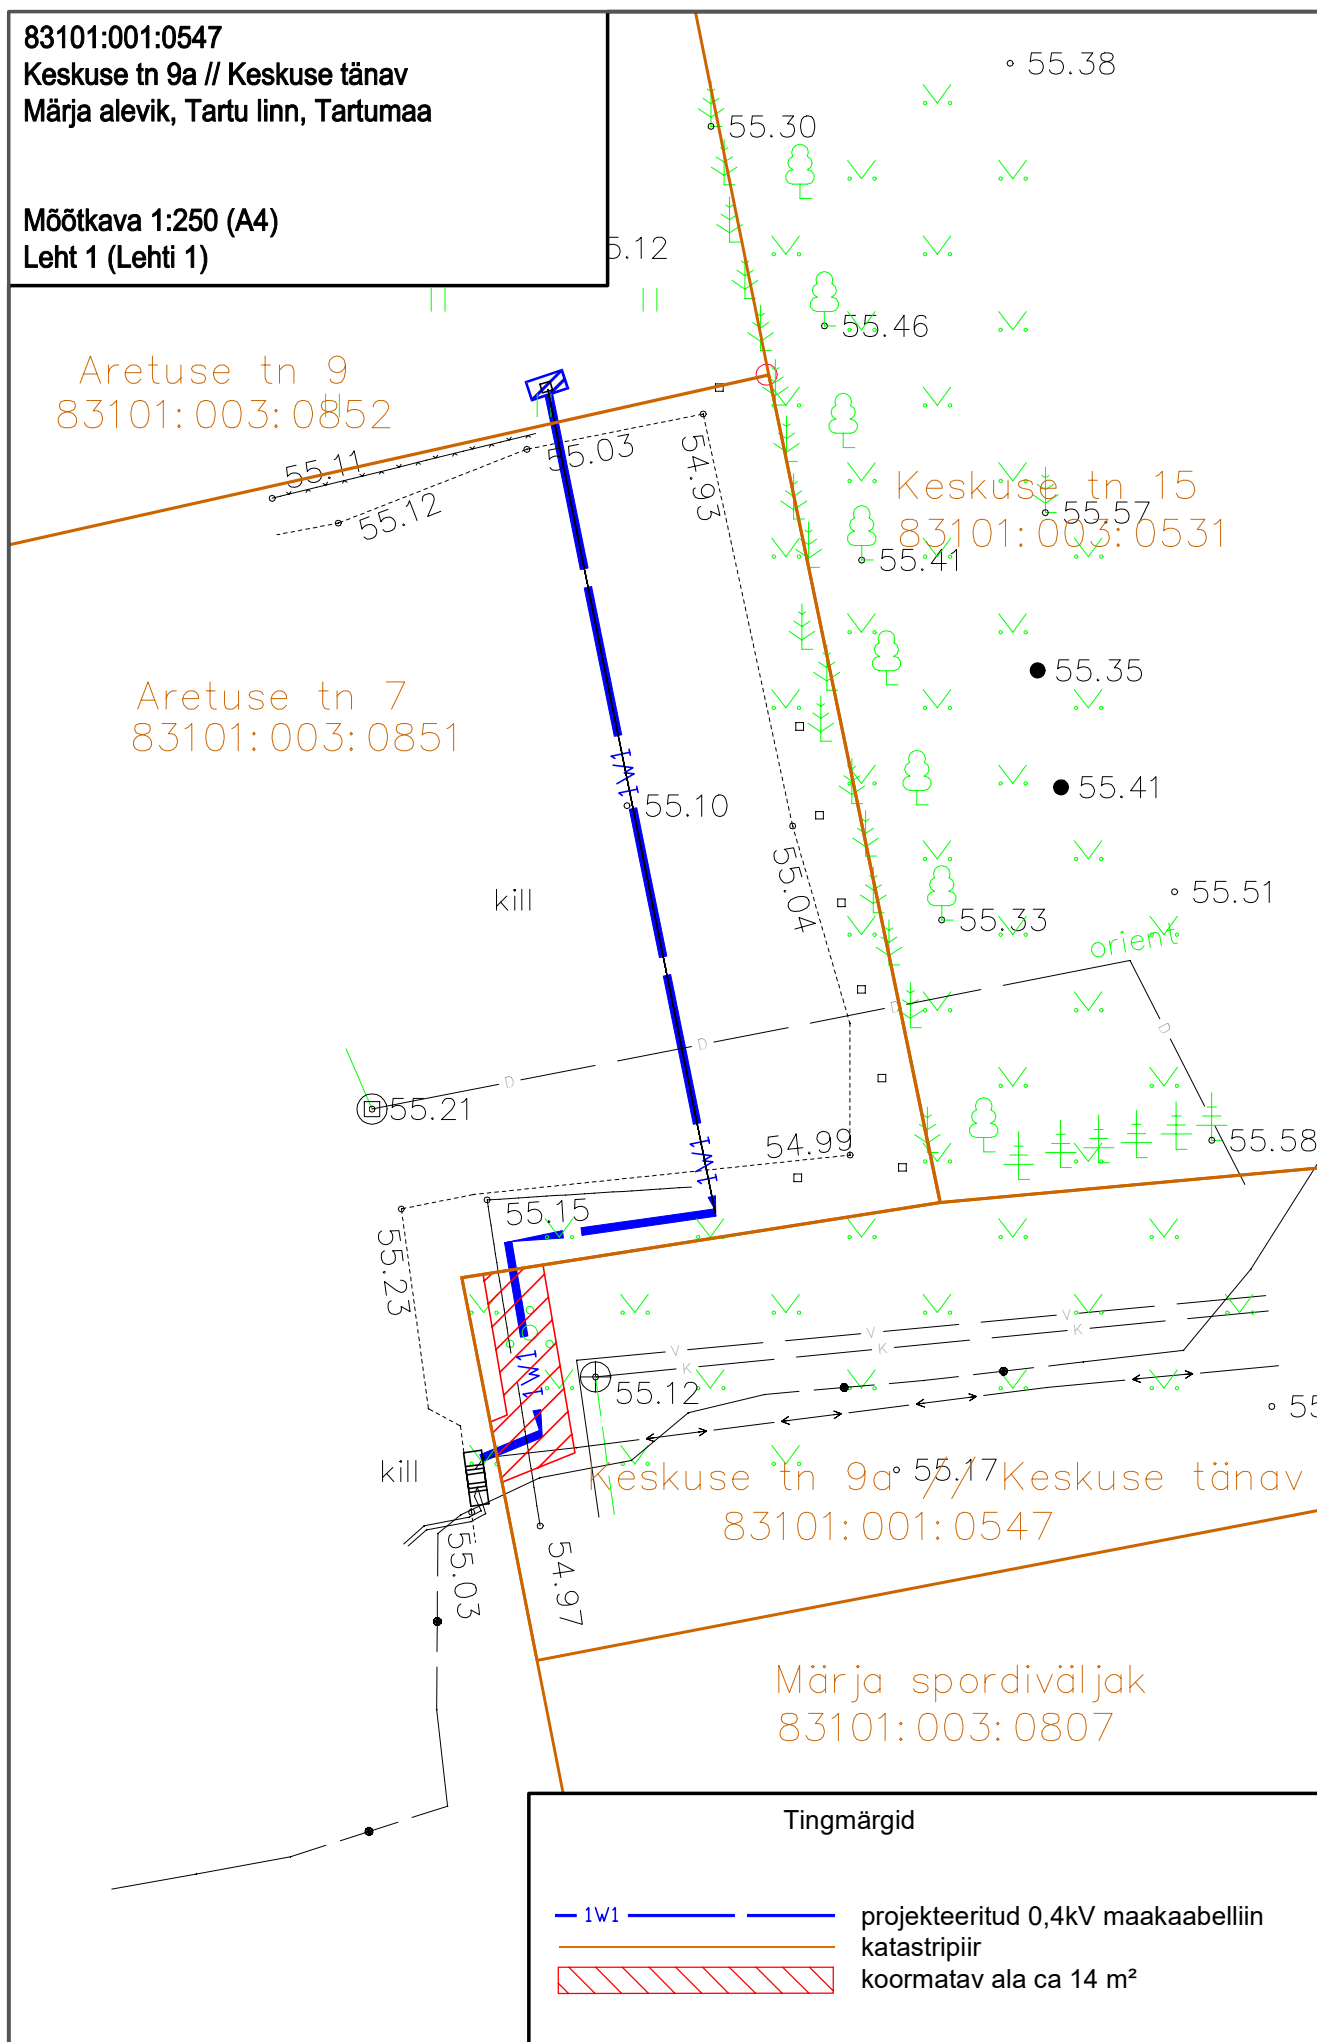 83101:001:0547
Keskuse tn 9a // Keskuse tänav
Märja alevik, Tartu linn, Tartumaa
Mõõtkava 1:250 (A4)
Leht 1 (Lehti 1)
55.38
55.30
5.12
55.46
Aretuse tn 9
83101:003:0852
55.11
55.03
54.93
55.12
Keskuse tn 15
83101:003:0531
55.57
55.41
55.35
Aretuse tn 7
83101:003:0851
1W1
55.10
55.41
55.04
kill
55.51
55.33
orient
D
D
D
D
55.21
54.99
1W1
55.58
55.15
55.23
V
V
K
K
K
1W1
55.12
55
kill
55.17
Keskuse tn 9a // Keskuse tänav
83101:001:0547
55.03
54.97
Märja spordiväljak
83101:003:0807
Tingmärgid
1W1
projekteeritud 0,4kV maakaabelliin
katastripiir
koormatav ala ca 14 m²